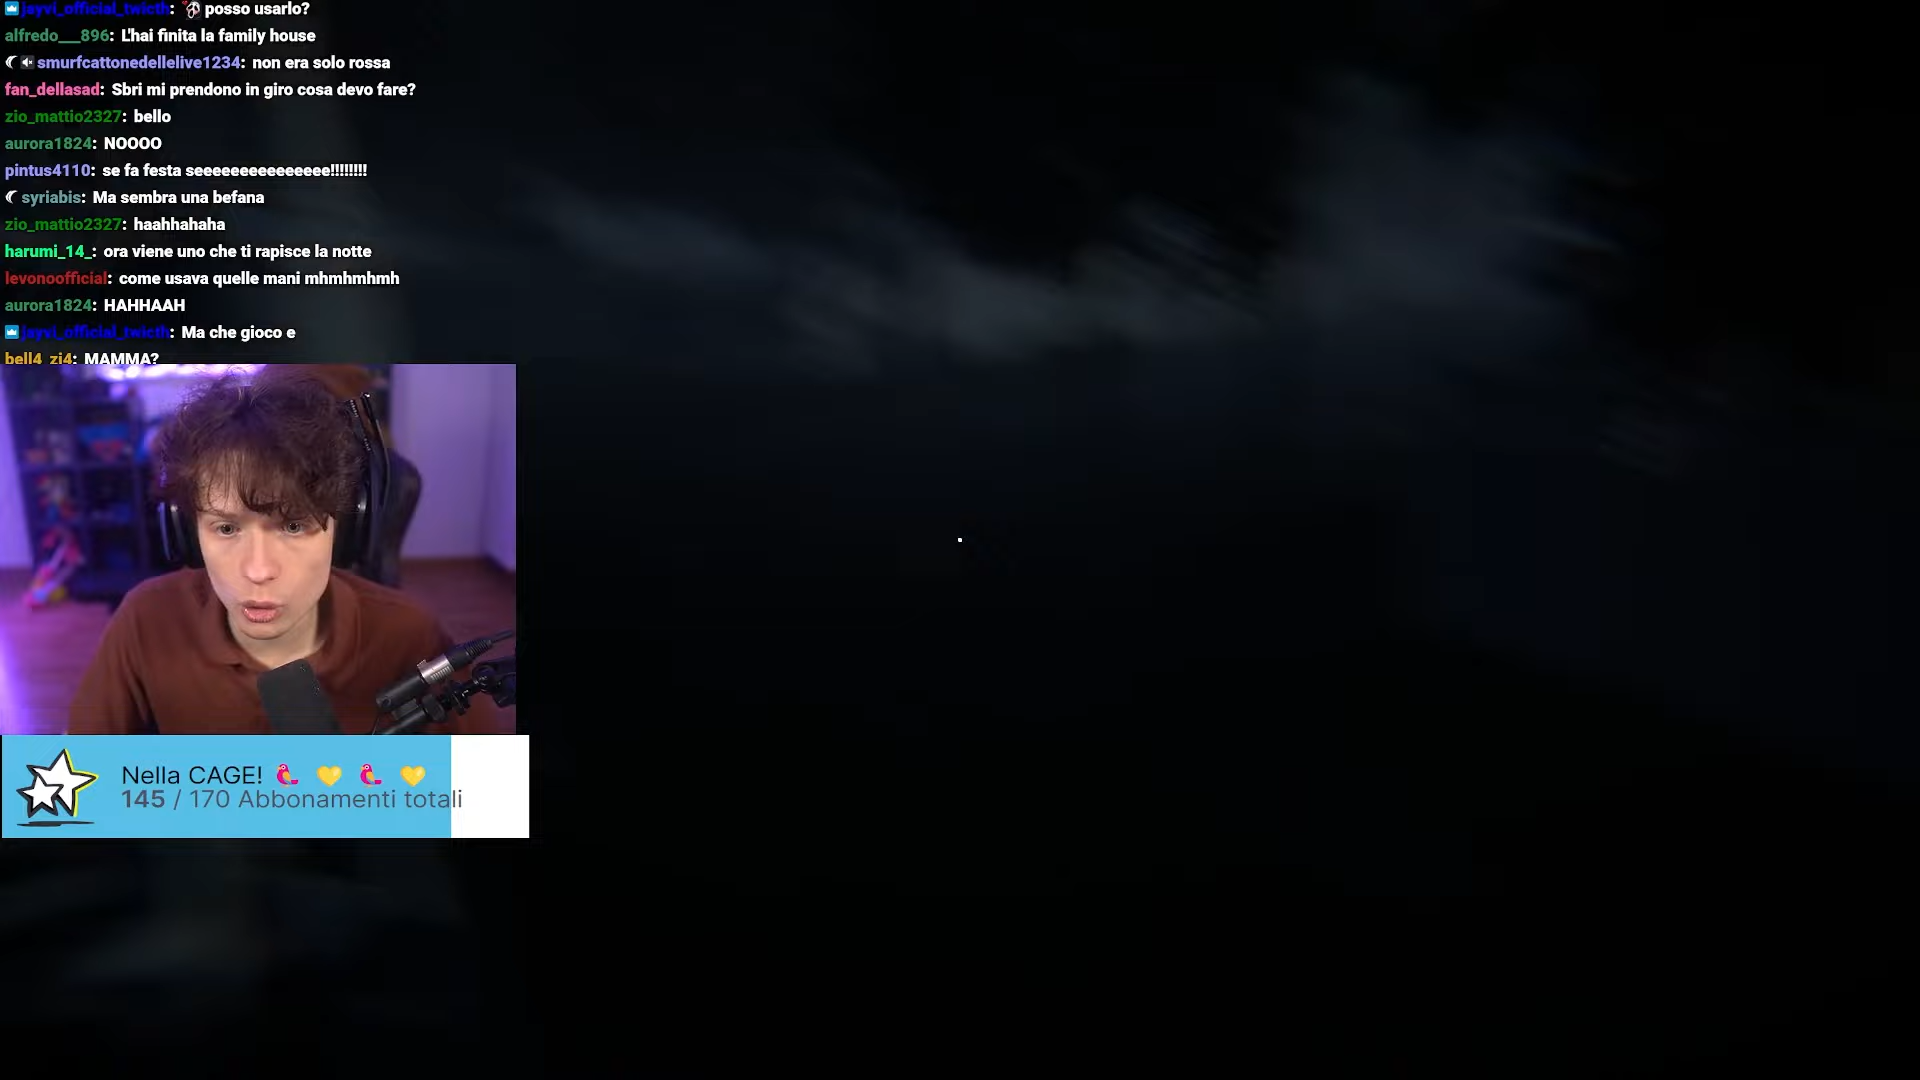 jayvi_official_twicth: posso usarlo?
alfredo__896: L'hai finita la family house
smurfcattonedellelive1234: non era solo rossa
fan_dellasad: Sbri mi prendono in giro cosa devo fare?
zio_mattio2327: bello
aurora1824: NOOOO
pintus4110: se fa festa seeeeeeeeeeeeeee!!!!!!!!
syriabis: Ma sembra una befana
zio_mattio2327: haahhahaha
harumi_14_: ora viene uno che ti rapisce la notte
levonoofficial: come usava quelle mani mhmhmhmh
aurora1824: HAHHAAH
jayvi_official_twicth: Ma che gioco e
bell4_zi4: MAMMA?
Nella CAGE! 🦜 💛 🦜 💛
145 / 170 Abbonamenti totali